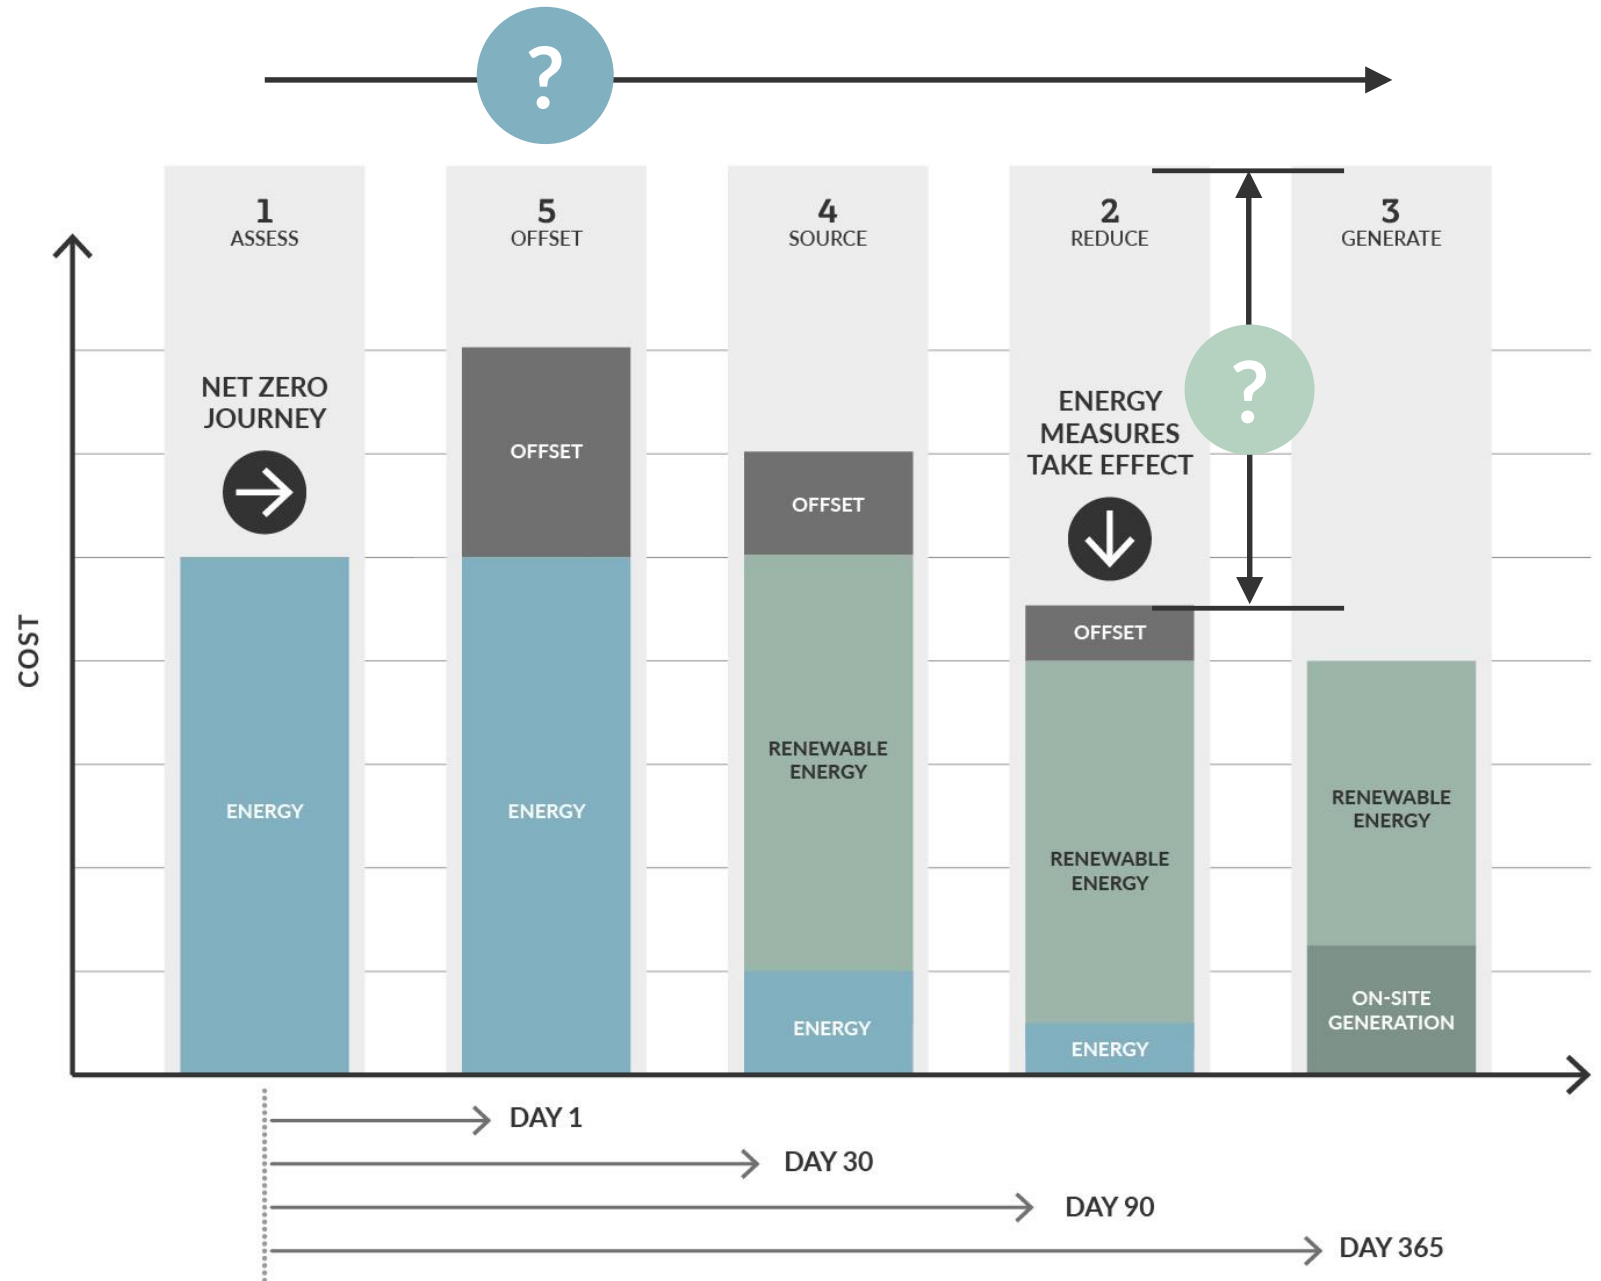 ?
1
ASSESS
5
OFFSET
4
SOURCE
2
REDUCE
3
GENERATE
NET ZERO
JOURNEY
ENERGY
MEASURES
TAKE EFFECT
?
COST
ENERGY
OFFSET
ENERGY
OFFSET
RENEWABLE
ENERGY
ENERGY
OFFSET
RENEWABLE
ENERGY
ENERGY
RENEWABLE
ENERGY
ON-SITE
GENERATION
DAY 1
DAY 30
DAY 90
DAY 365